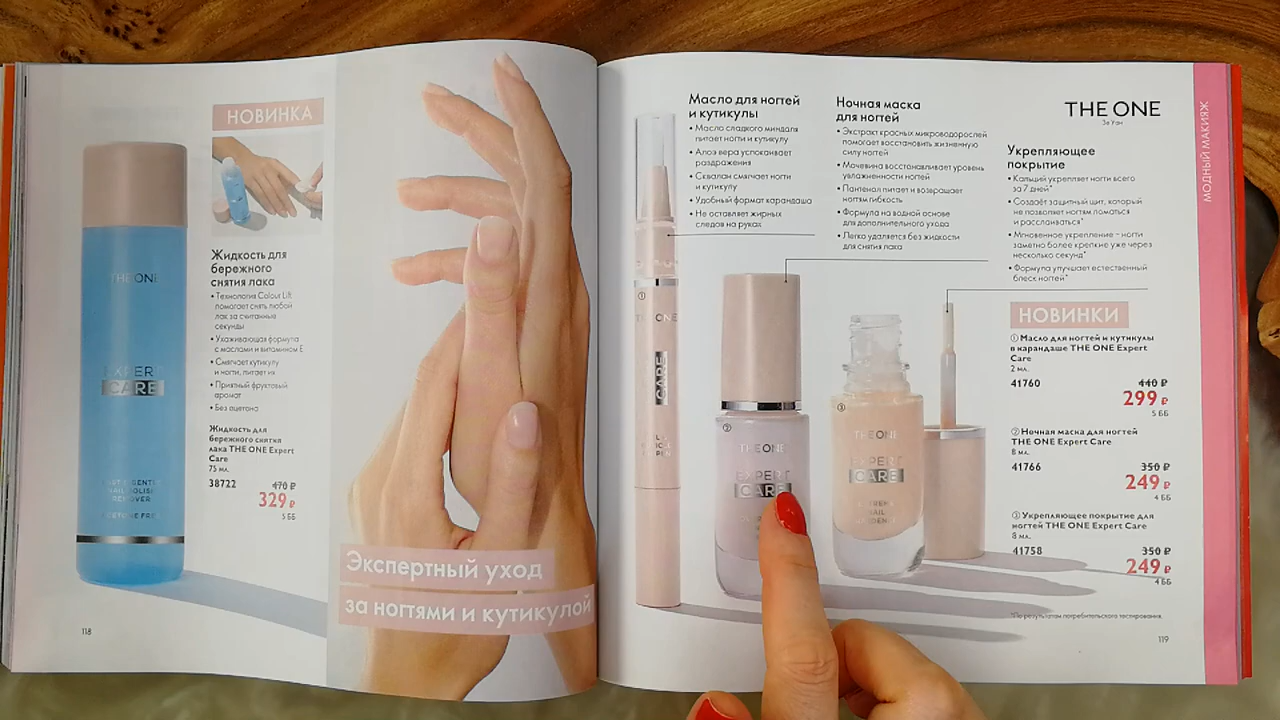 НОВИНКА
THE ONE
EXPERT
CARE
Жидкость для
бережного
снятия лака
• Технология Colour Lift
помогает снять любой
лак за считанные
секунды
• Ухаживающая формула
с маслами и витамином Е
• Смягчает кутикулу
и ногти, питает их
• Приятный фруктовый
аромат
• Без ацетона
Жидкость для
бережного снятия
лака THE ONE Expert
Care
75 мл.
38722
470 ₽
329 ₽
5 ББ
Экспертный уход
за ногтями и кутикулой
118
Масло для ногтей
и кутикулы
• Масло сладкого миндаля
питает ногти и кутикулу
• Алоэ вера успокаивает
раздражения
• Сквалан смягчает ногти
и кутикулу
• Удобный формат карандаша
• Не оставляет жирных
следов на руках
Ночная маска
для ногтей
• Экстракт красных микроводорослей
помогает восстановить жизненную
силу ногтей
• Мочевина восстанавливает уровень
увлажненности ногтей
• Пантенол питает и возвращает
ногтям гибкость
• Формула на водной основе
для дополнительного ухода
• Легко удаляется без жидкости
для снятия лака
THE ONE
Зе Уан
Укрепляющее
покрытие
• Кальций укрепляет ногти всего
за 7 дней*
• Создаёт защитный щит, который
не позволяет ногтям ломаться
и расслаиваться*
• Мгновенное укрепление – ногти
заметно более крепкие уже через
несколько секунд*
• Формула улучшает естественный
блеск ногтей*
МОДНЫЙ МАКИЯЖ
①
THE ONE
CARE
②
THE ONE
EXPERT
CARE
③
THE ONE
EXPERT
CARE
НОВИНКИ
① Масло для ногтей и кутикулы
в карандаше THE ONE Expert
Care
2 мл.
41760
440 ₽
299 ₽
5 ББ
② Ночная маска для ногтей
THE ONE Expert Care
8 мл.
41766
350 ₽
249 ₽
4 ББ
③ Укрепляющее покрытие для
ногтей THE ONE Expert Care
8 мл.
41758
350 ₽
249 ₽
4 ББ
*По результатам потребительского тестирования.
119